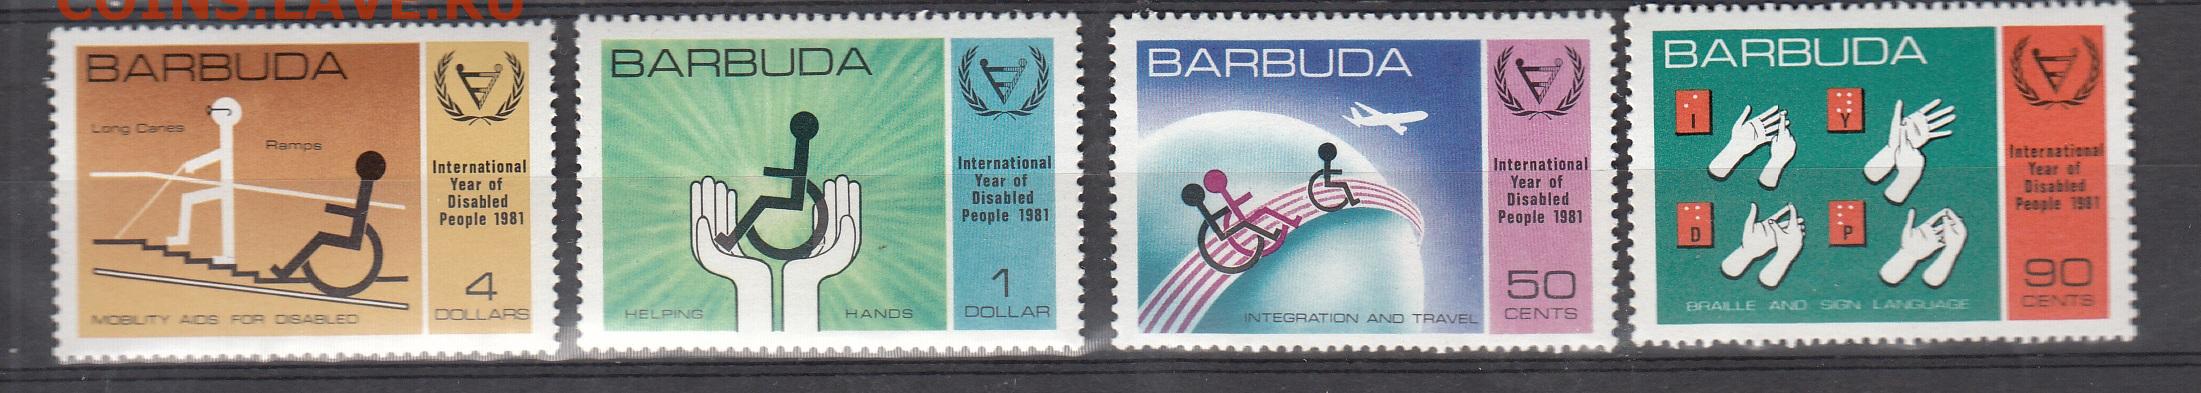 COINS.LAVE.RU
BARBUDA
Long Canes
Ramps
International
Year of
Disabled
People 1981
4
DOLLARS
MOBILITY AIDS FOR DISABLED
BARBUDA
International
Year of
Disabled
People 1981
1
DOLLAR
HELPING HANDS
BARBUDA
International
Year of
Disabled
People 1981
50
CENTS
INTEGRATION AND TRAVEL
BARBUDA
I Y
D P
International
Year of
Disabled
People 1981
90
CENTS
BRAILLE AND SIGN LANGUAGE